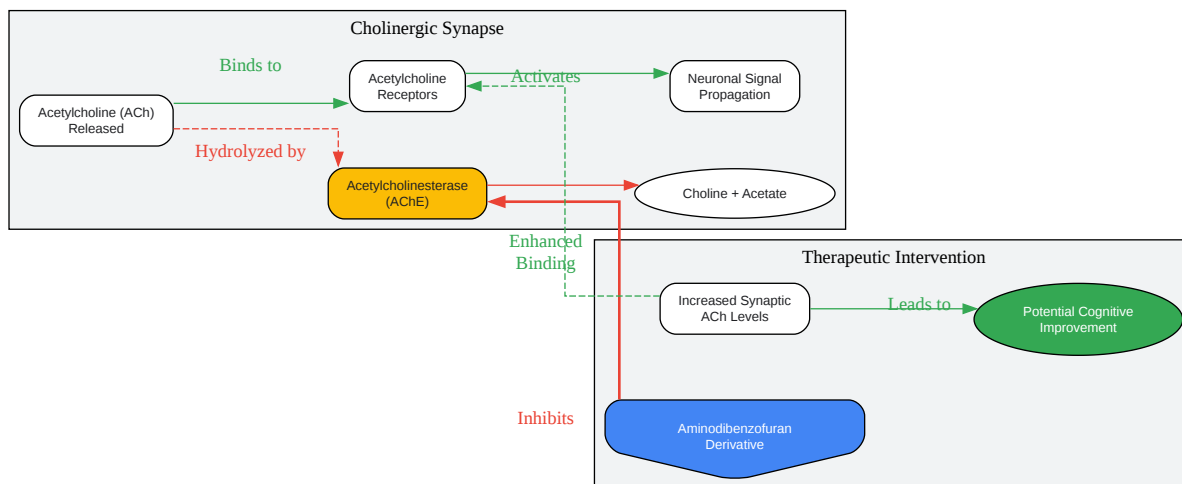 Cholinergic Synapse
Binds to
Acetylcholine
Receptors
Activates
Neuronal Signal
Propagation
Acetylcholine (ACh)
Released
Hydrolyzed by
Acetylcholinesterase
(AChE)
Choline + Acetate
Enhanced
Binding
Therapeutic Intervention
Increased Synaptic
ACh Levels
Leads to
Potential Cognitive
Improvement
Inhibits
Aminodibenzofuran
Derivative